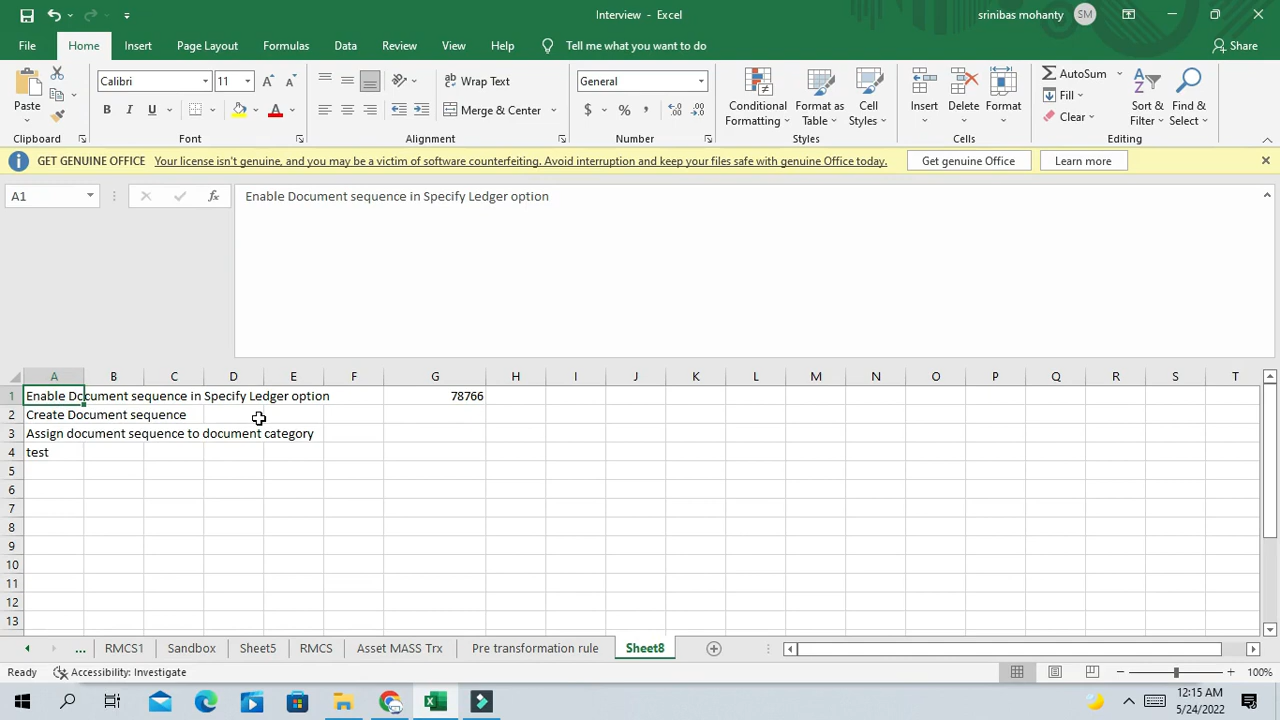 Interview - Excel
srinibas mohanty
SM
File Home Insert Page Layout Formulas Data Review View Help Tell me what you want to do
Share
Paste
Clipboard
Calibri 11
B I U
Font
Wrap Text
Merge & Center
Alignment
General
$ % ,
Number
Conditional Formatting
Format as Table
Cell Styles
Styles
Insert
Delete
Format
Cells
AutoSum
Fill
Clear
Sort & Filter
Find & Select
Editing
GET GENUINE OFFICE Your license isn't genuine, and you may be a victim of software counterfeiting. Avoid interruption and keep your files safe with genuine Office today. Get genuine Office Learn more
A1
fx
Enable Document sequence in Specify Ledger option
A B C D E F G H I J K L M N O P Q R S T
1 Enable Document sequence in Specify Ledger option 78766
2 Create Document sequence
3 Assign document sequence to document category
4 test
5
6
7
8
9
10
11
12
13
... RMCS1 Sandbox Sheet5 RMCS Asset MASS Trx Pre transformation rule Sheet8
Ready Accessibility: Investigate 100%
12:15 AM
5/24/2022